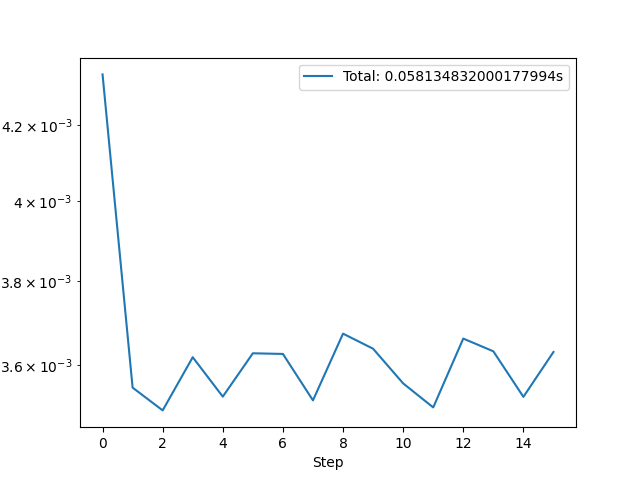 Total: 0.058134832000177994s
4.2 × 10⁻³
4 × 10⁻³
3.8 × 10⁻³
3.6 × 10⁻³
0 2 4 6 8 10 12 14
Step